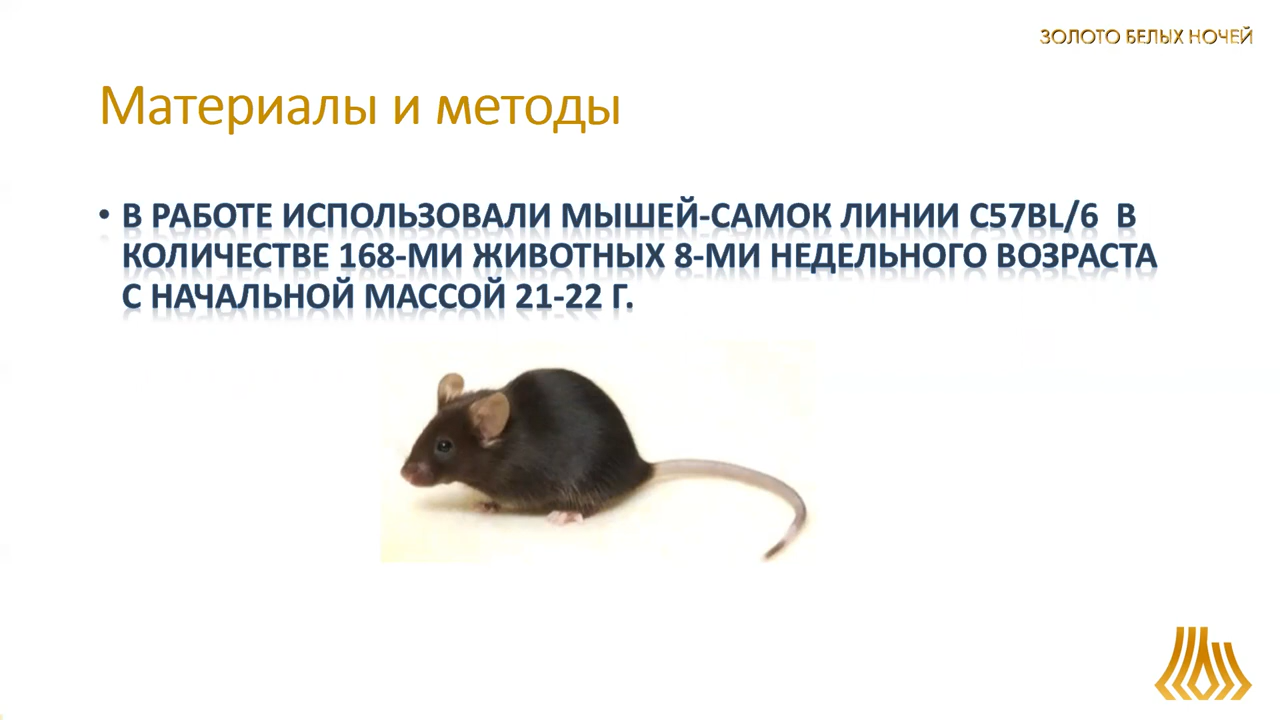 ЗОЛОТО БЕЛЫХ НОЧЕЙ
Материалы и методы
• В РАБОТЕ ИСПОЛЬЗОВАЛИ МЫШЕЙ-САМОК ЛИНИИ C57BL/6 В
КОЛИЧЕСТВЕ 168-МИ ЖИВОТНЫХ 8-МИ НЕДЕЛЬНОГО ВОЗРАСТА
С НАЧАЛЬНОЙ МАССОЙ 21-22 Г.